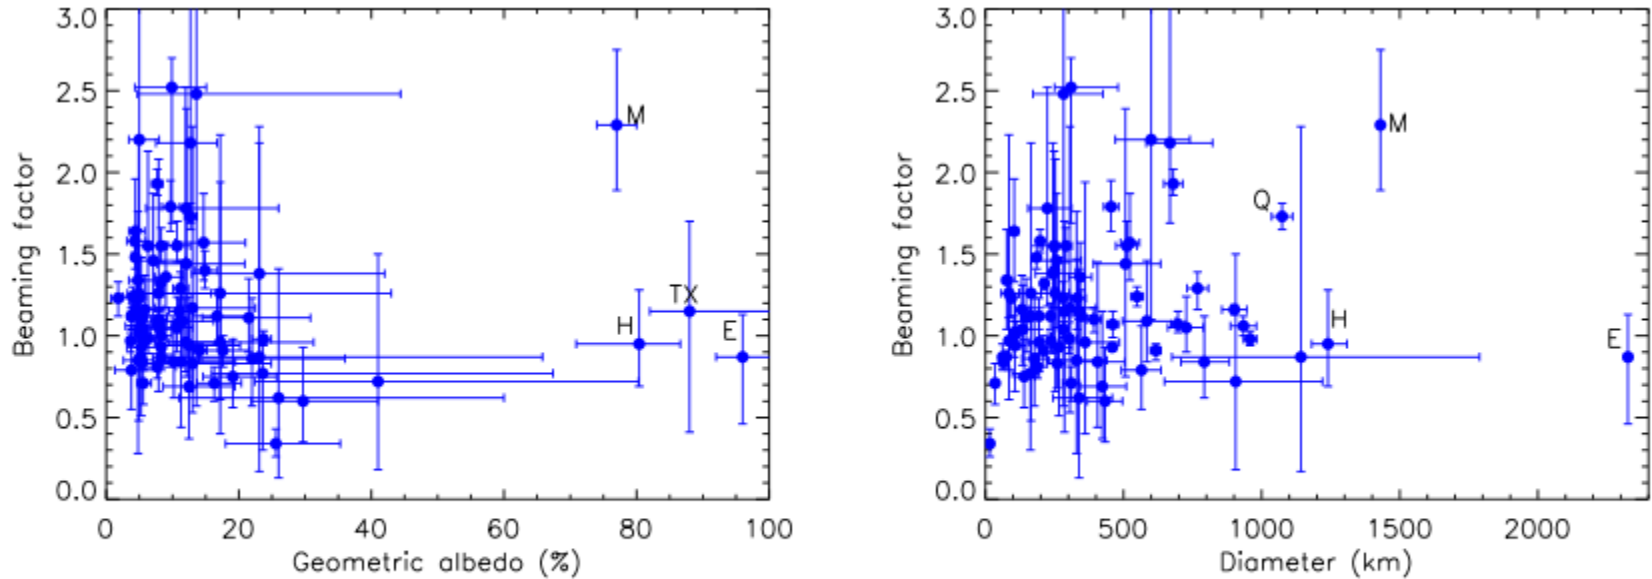 3.0
2.5
2.0
1.5
1.0
0.5
0.0
Beaming factor
M
TX
H
E
0 20 40 60 80 100
Geometric albedo (%)
3.0
2.5
2.0
1.5
1.0
0.5
0.0
Beaming factor
M
Q
H
E
0 500 1000 1500 2000
Diameter (km)